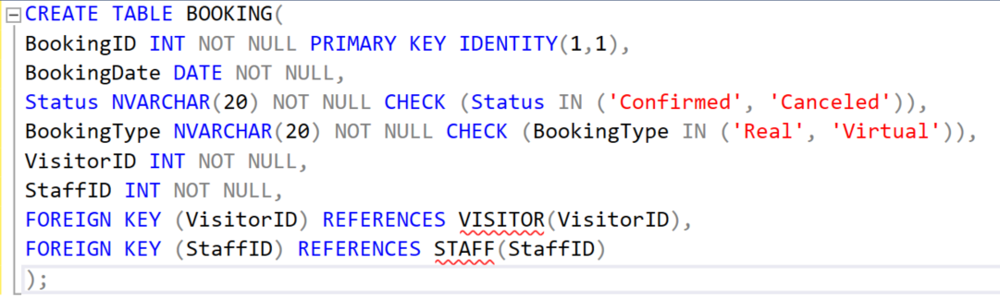 CREATE TABLE BOOKING(
BookingID INT NOT NULL PRIMARY KEY IDENTITY(1,1),
BookingDate DATE NOT NULL,
Status NVARCHAR(20) NOT NULL CHECK (Status IN ('Confirmed', 'Canceled')),
BookingType NVARCHAR(20) NOT NULL CHECK (BookingType IN ('Real', 'Virtual')),
VisitorID INT NOT NULL,
StaffID INT NOT NULL,
FOREIGN KEY (VisitorID) REFERENCES VISITOR(VisitorID),
FOREIGN KEY (StaffID) REFERENCES STAFF(StaffID)
);